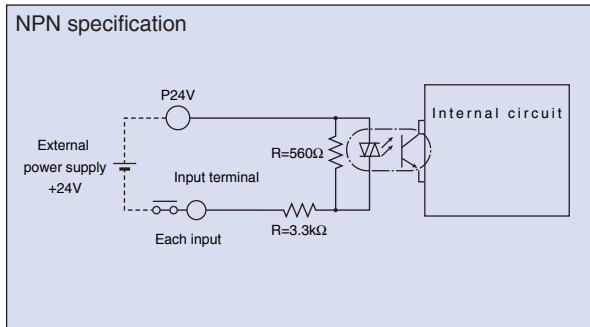 NPN specification
P24V
Internal circuit
External
power supply
+24V
R=560Ω
Input terminal
R=3.3kΩ
Each input